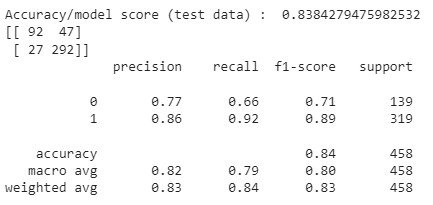 Accuracy/model score (test data) :  0.8384279475982532
[[ 92  47]
 [ 27 292]]
              precision    recall  f1-score   support

           0       0.77      0.66      0.71       139
           1       0.86      0.92      0.89       319

    accuracy                           0.84       458
   macro avg       0.82      0.79      0.80       458
weighted avg       0.83      0.84      0.83       458